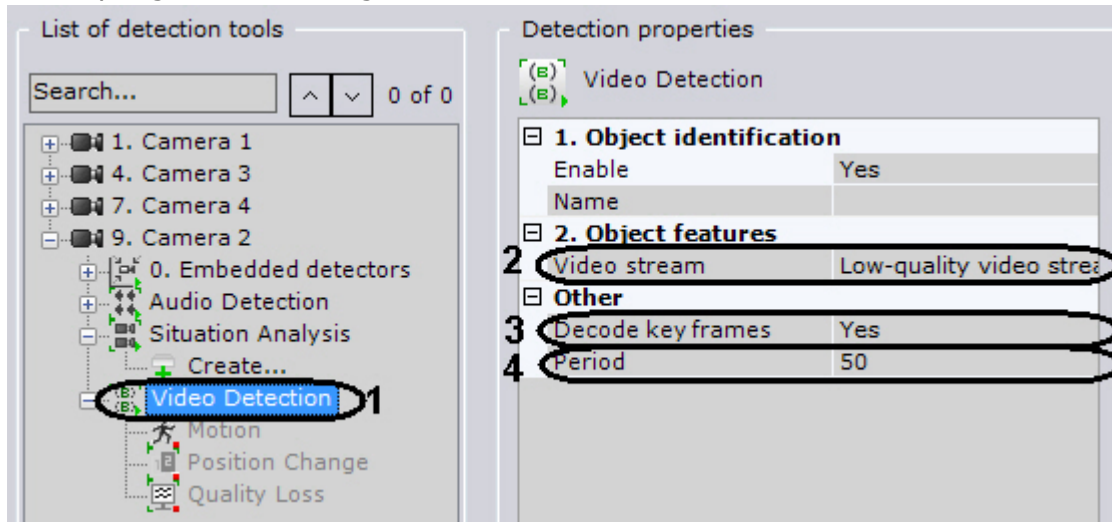 List of detection tools
Search...
0 of 0
1. Camera 1
4. Camera 3
7. Camera 4
9. Camera 2
0. Embedded detectors
Audio Detection
Situation Analysis
Create...
Video Detection 1
Motion
Position Change
Quality Loss
Detection properties
Video Detection
1. Object identification
Enable Yes
Name
2. Object features
2 Video stream Low-quality video strea
Other
3 Decode key frames Yes
4 Period 50